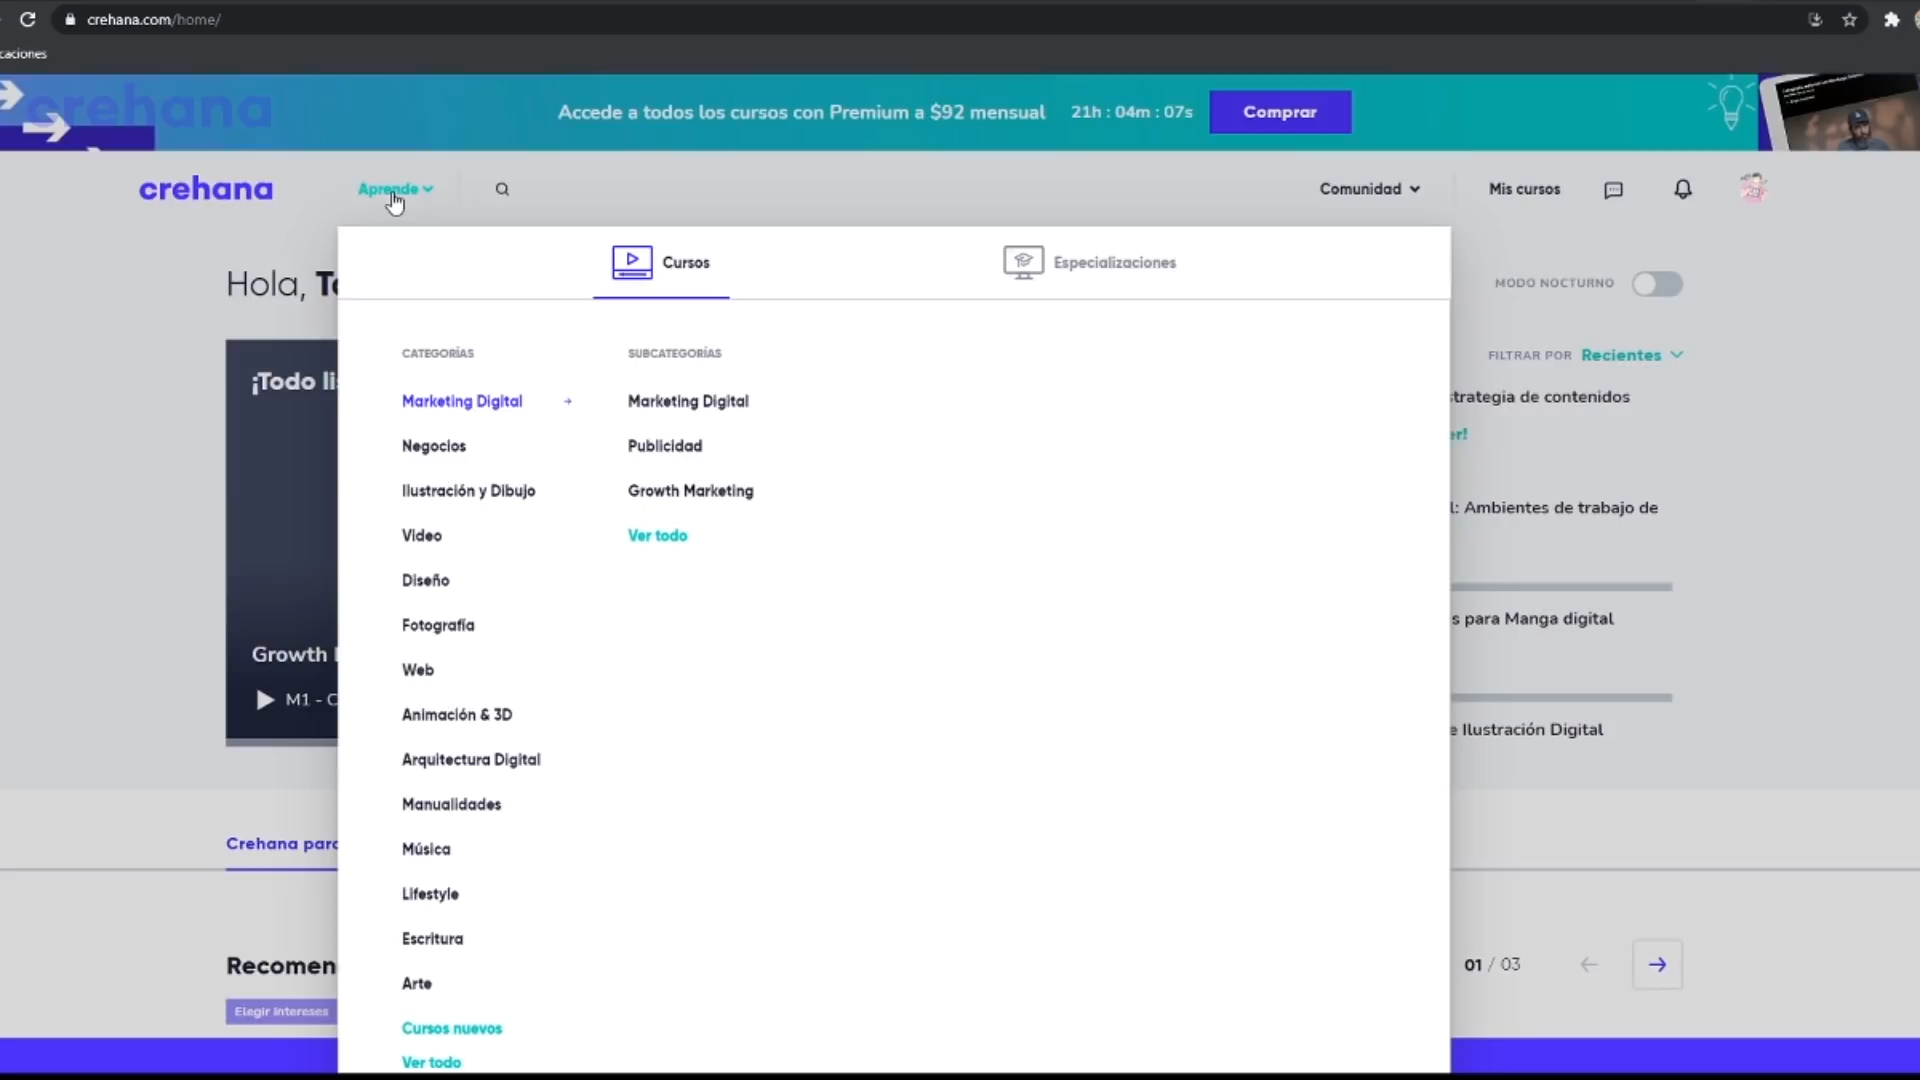 crehana.com/home/
caciones
crehana
Accede a todos los cursos con Premium a $92 mensual 21h : 04m : 07s Comprar
crehana Aprende Comunidad Mis cursos
Cursos Especializaciones
Hola, To
MODO NOCTURNO
CATEGORÍAS SUBCATEGORÍAS
FILTRAR POR Recientes
¡Todo li
Marketing Digital Marketing Digital
strategia de contenidos
er!
Negocios Publicidad
Ilustración y Dibujo Growth Marketing
l: Ambientes de trabajo de
Video Ver todo
Diseño
Fotografía
s para Manga digital
Growth
Web
M1 - C
Animación & 3D
e Ilustración Digital
Arquitectura Digital
Manualidades
Crehana para
Música
Lifestyle
Escritura
Recomen
01 / 03
Arte
Elegir Intereses
Cursos nuevos
Ver todo